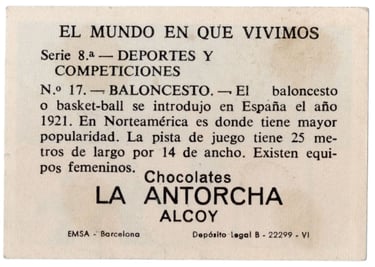 EL MUNDO EN QUE VIVIMOS
Serie 8.ª — DEPORTES Y
COMPETICIONES
N.º 17. — BALONCESTO. — El baloncesto
o basket-ball se introdujo en España el año
1921. En Norteamérica es donde tiene mayor
popularidad. La pista de juego tiene 25 me-
tros de largo por 14 de ancho. Existen equi-
pos femeninos.
Chocolates
LA ANTORCHA
ALCOY
EMSA - Barcelona Depósito Legal B - 22299 - VI